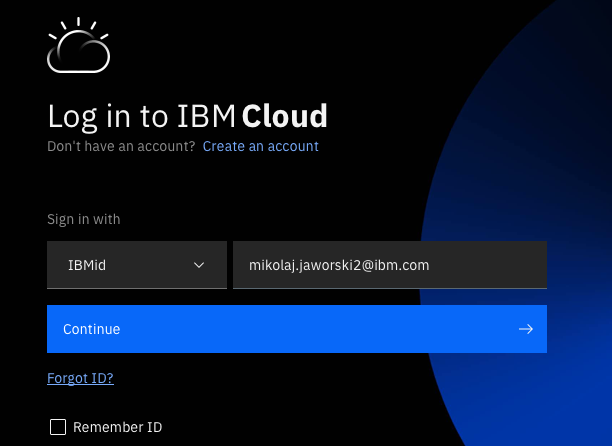 Log in to IBM Cloud
Don't have an account? Create an account
Sign in with
IBMid
mikolaj.jaworski2@ibm.com
Continue
Forgot ID?
Remember ID